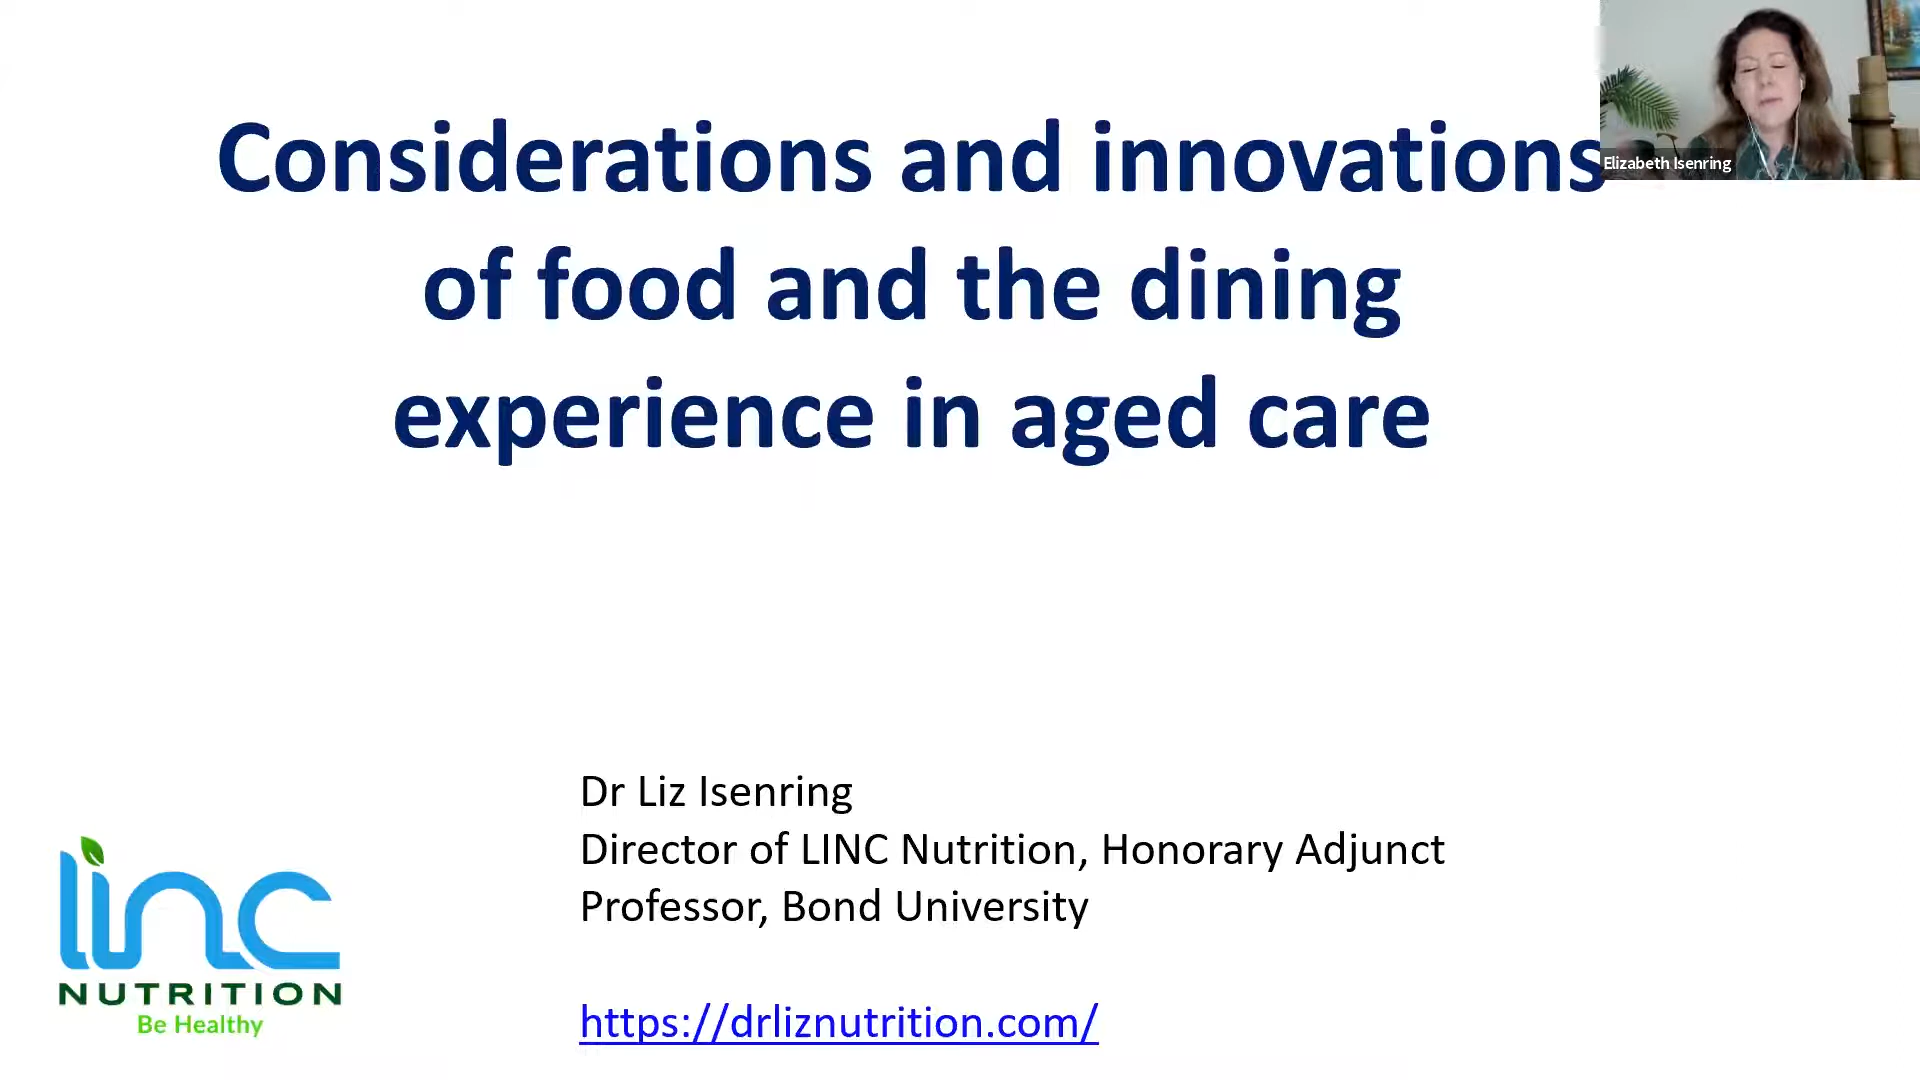 Considerations and innovations
of food and the dining
experience in aged care
Elizabeth Isenring
Dr Liz Isenring
Director of LINC Nutrition, Honorary Adjunct
Professor, Bond University
https://drliznutrition.com/
linc
NUTRITION
Be Healthy